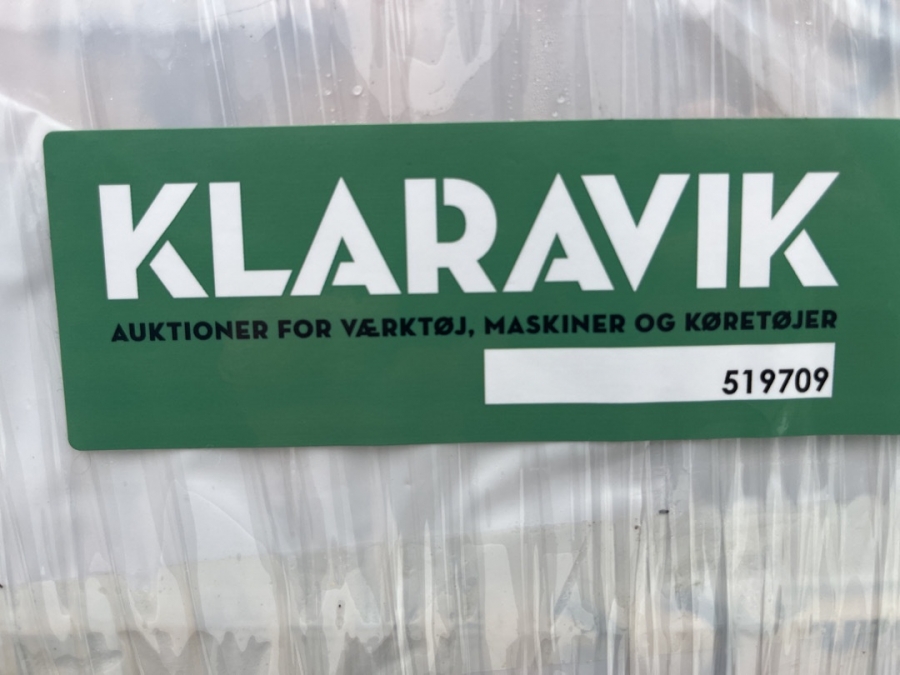 KLARAVIK
AUKTIONER FOR VÆRKTØJ, MASKINER OG KØRETØJER
519709